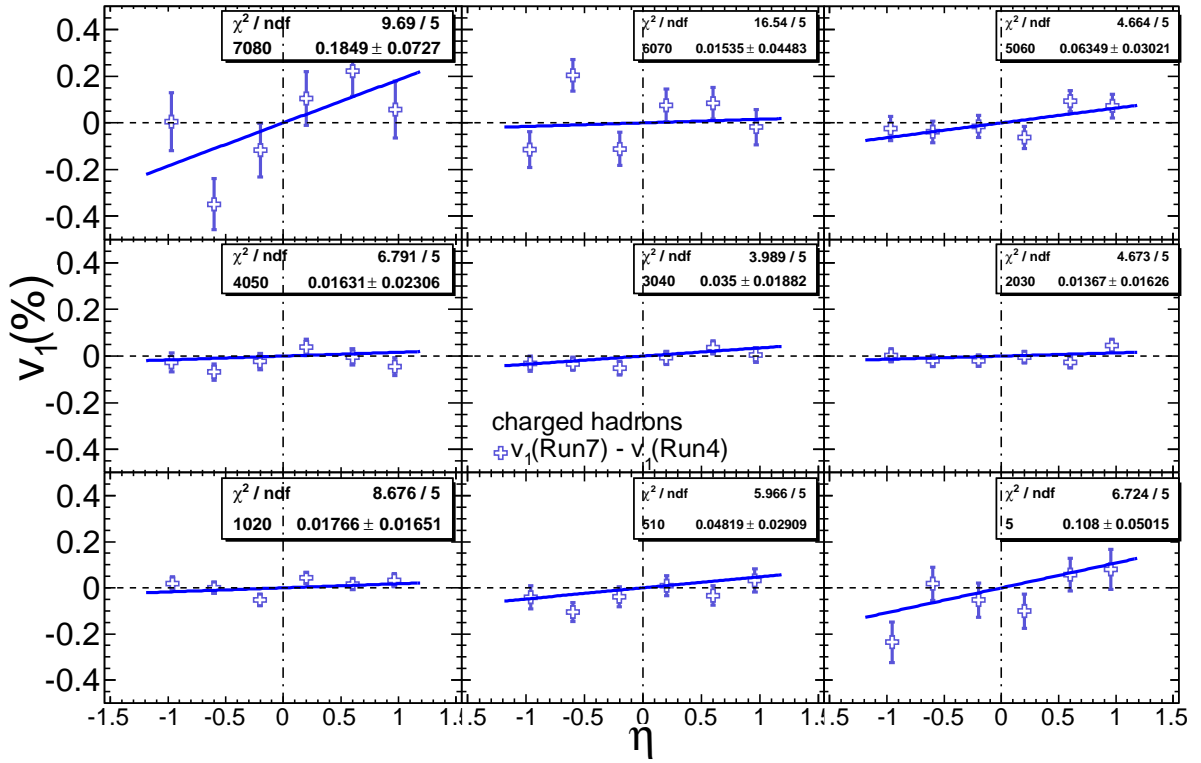 χ² / ndf 9.69 / 5
7080 0.1849 ± 0.0727
χ² / ndf 16.54 / 5
6070 0.01535 ± 0.04483
χ² / ndf 4.664 / 5
5060 0.06349 ± 0.03021
0.4
0.2
0
-0.2
-0.4
χ² / ndf 6.791 / 5
4050 0.01631 ± 0.02306
χ² / ndf 3.989 / 5
3040 0.035 ± 0.01882
χ² / ndf 4.673 / 5
2030 0.01367 ± 0.01626
0.4
0.2
0
-0.2
-0.4
v₁(%)
charged hadrons
v₁(Run7) - v₁(Run4)
χ² / ndf 8.676 / 5
1020 0.01766 ± 0.01651
χ² / ndf 5.966 / 5
510 0.04819 ± 0.02909
χ² / ndf 6.724 / 5
5 0.108 ± 0.05015
0.4
0.2
0
-0.2
-0.4
-1.5 -1 -0.5 0 0.5 1 1.5 -1 -0.5 0 0.5 1 1.5 -1 -0.5 0 0.5 1 1.5
η